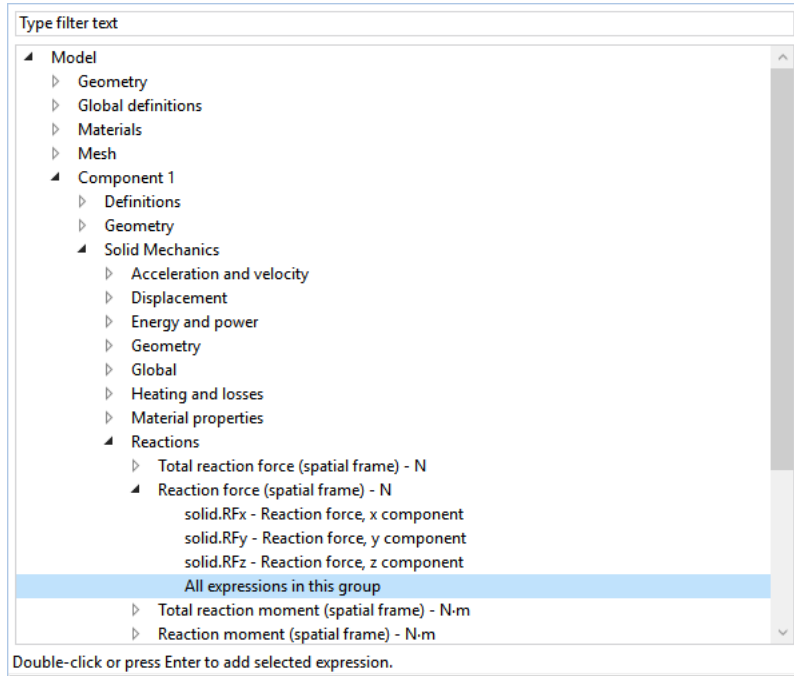 Type filter text
Model
Geometry
Global definitions
Materials
Mesh
Component 1
Definitions
Geometry
Solid Mechanics
Acceleration and velocity
Displacement
Energy and power
Geometry
Global
Heating and losses
Material properties
Reactions
Total reaction force (spatial frame) - N
Reaction force (spatial frame) - N
solid.RFx - Reaction force, x component
solid.RFy - Reaction force, y component
solid.RFz - Reaction force, z component
All expressions in this group
Total reaction moment (spatial frame) - N·m
Reaction moment (spatial frame) - N·m
Double-click or press Enter to add selected expression.